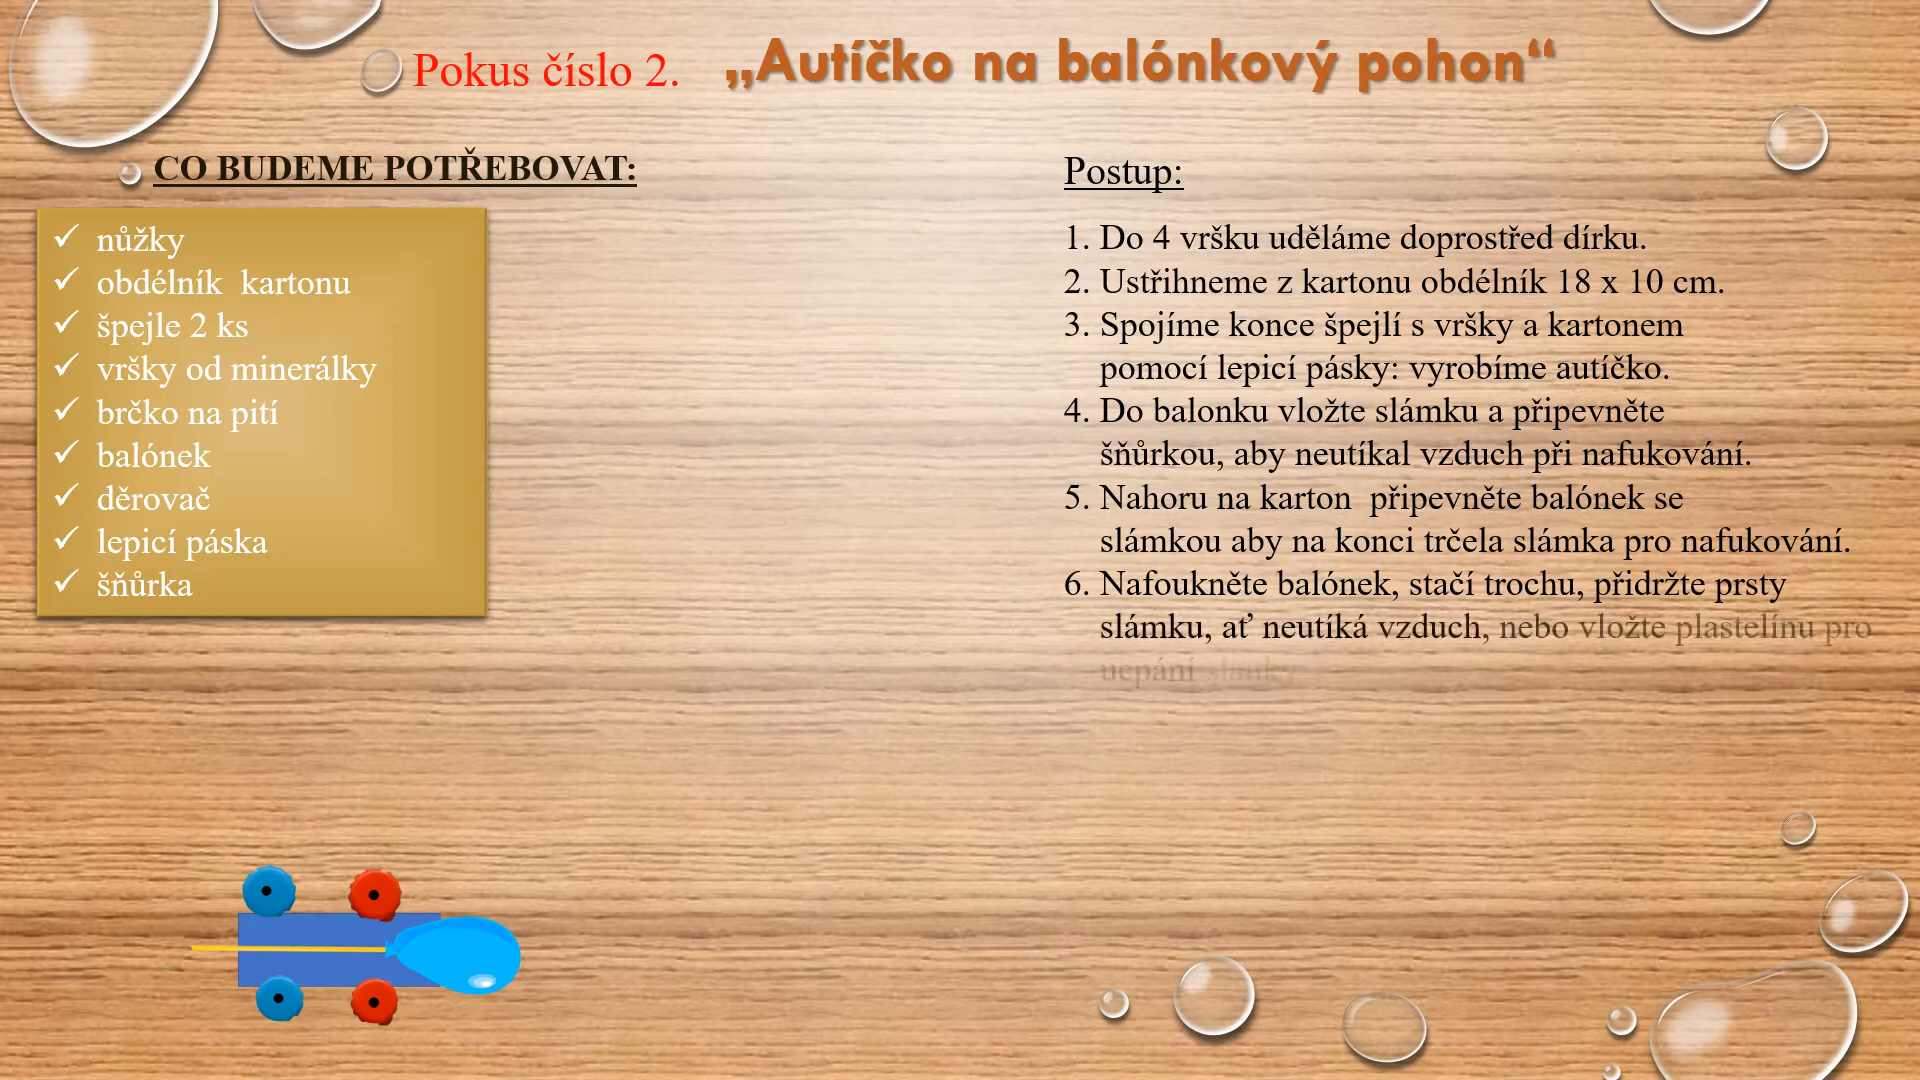 Pokus číslo 2.
„Autíčko na balónkový pohon“
CO BUDEME POTŘEBOVAT:
✓ nůžky
✓ obdélník kartonu
✓ špejle 2 ks
✓ vršky od minerálky
✓ brčko na pití
✓ balónek
✓ děrovač
✓ lepicí páska
✓ šňůrka
Postup:
1. Do 4 vršku uděláme doprostřed dírku.
2. Ustřihneme z kartonu obdélník 18 x 10 cm.
3. Spojíme konce špejlí s vršky a kartonem
pomocí lepicí pásky: vyrobíme autíčko.
4. Do balonku vložte slámku a připevněte
šňůrkou, aby neutíkal vzduch při nafukování.
5. Nahoru na karton připevněte balónek se
slámkou aby na konci trčela slámka pro nafukování.
6. Nafoukněte balónek, stačí trochu, přidržte prsty
slámku, ať neutíká vzduch, nebo vložte plastelínu pro
ucpání